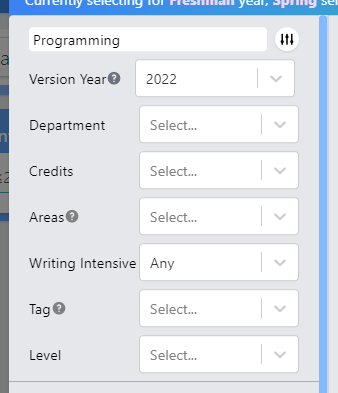 Currently selecting for Freshman year, Spring
Programming
Version Year ? 2022
Department Select...
Credits Select...
Areas ? Select...
Writing Intensive Any
Tag ? Select...
Level Select...